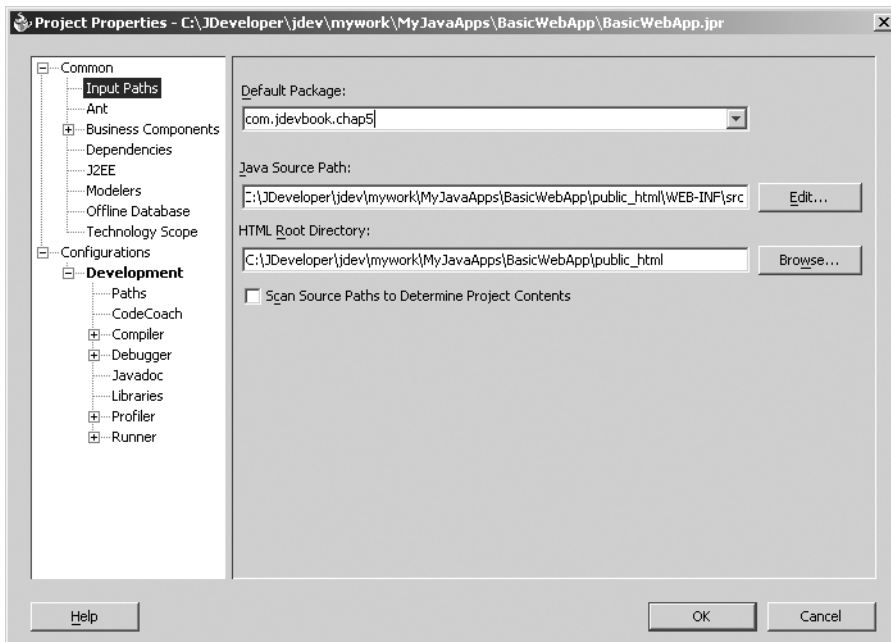 Project Properties - C:\JDeveloper\jdev\mywork\MyJavaApps\BasicWebApp\BasicWebApp.jpr
Common
Input Paths
Ant
Business Components
Dependencies
J2EE
Modelers
Offline Database
Technology Scope
Configurations
Development
Paths
CodeCoach
Compiler
Debugger
Javadoc
Libraries
Profiler
Runner
Default Package:
com.jdevbook.chap5
Java Source Path:
:\JDeveloper\jdev\mywork\MyJavaApps\BasicWebApp\public_html\WEB-INF\src
Edit...
HTML Root Directory:
C:\JDeveloper\jdev\mywork\MyJavaApps\BasicWebApp\public_html
Browse...
Scan Source Paths to Determine Project Contents
Help
OK
Cancel